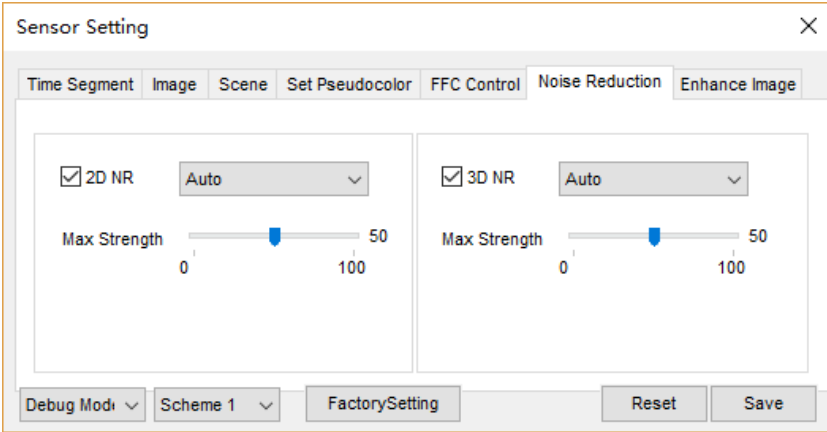 Sensor Setting
Time Segment Image Scene Set Pseudocolor FFC Control Noise Reduction Enhance Image
2D NR Auto
Max Strength 50
0 100
3D NR Auto
Max Strength 50
0 100
Debug Mod Scheme 1 FactorySetting Reset Save